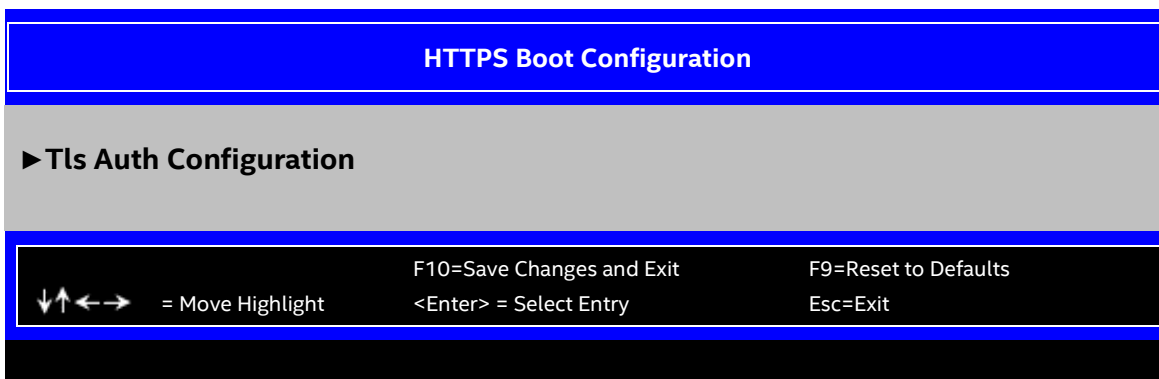 HTTPS Boot Configuration
►Tls Auth Configuration
F10=Save Changes and Exit F9=Reset to Defaults
↓↑←→ = Move Highlight <Enter> = Select Entry Esc=Exit